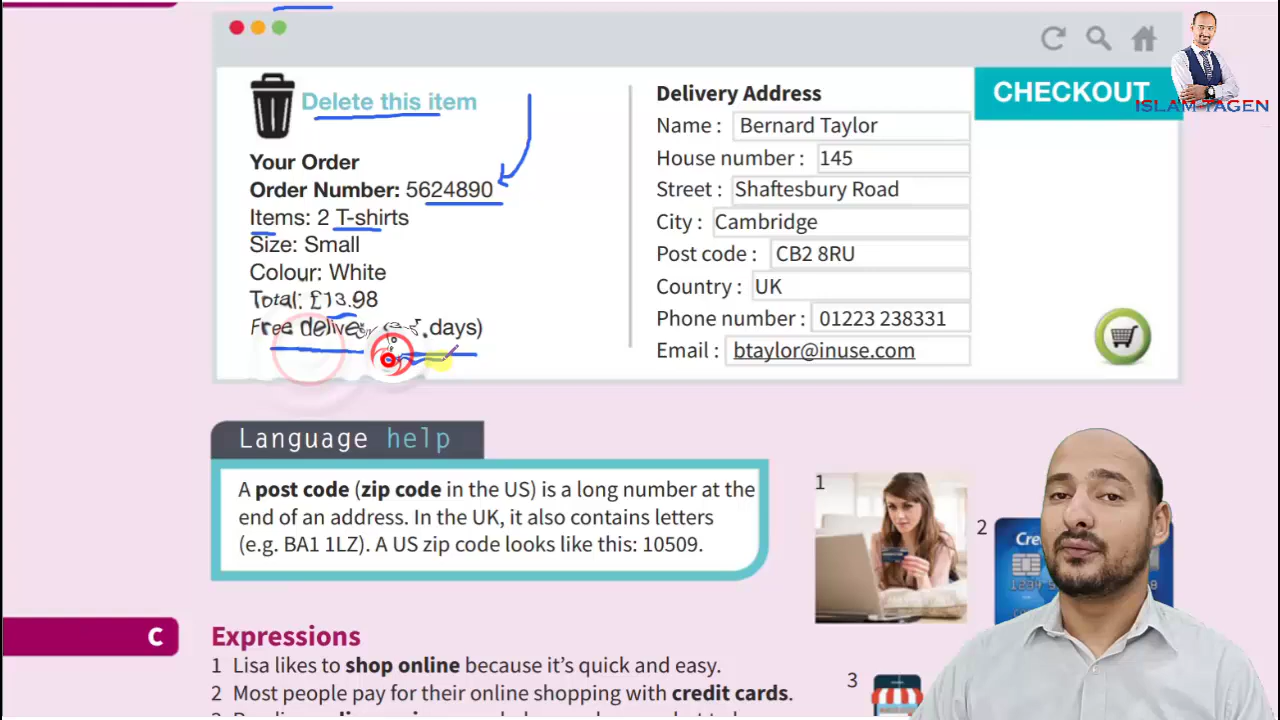 Delete this item
Your Order
Order Number: 5624890
Items: 2 T-shirts
Size: Small
Colour: White
Total: £13.98
Free days)
Delivery Address
Name : Bernard Taylor
House number : 145
Street : Shaftesbury Road
City : Cambridge
Post code : CB2 8RU
Country : UK
Phone number : 01223 238331
Email : btaylor@inuse.com
CHECKOUT
ISLAM-TAGEN
Language help
A post code (zip code in the US) is a long number at the
end of an address. In the UK, it also contains letters
(e.g. BA1 1LZ). A US zip code looks like this: 10509.
1
2
Cre
3
C
Expressions
1 Lisa likes to shop online because it's quick and easy.
2 Most people pay for their online shopping with credit cards.